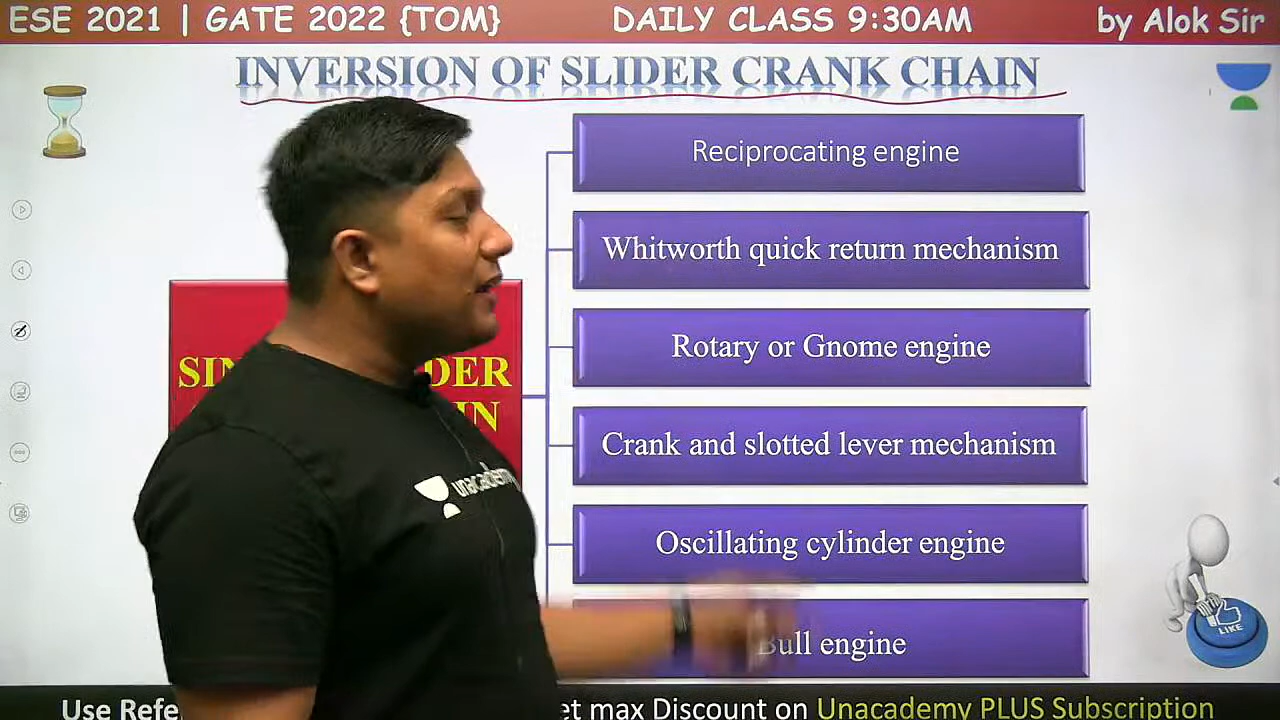 ESE 2021 | GATE 2022 {TOM} DAILY CLASS 9:30AM by Alok Sir
INVERSION OF SLIDER CRANK CHAIN
Reciprocating engine
Whitworth quick return mechanism
Rotary or Gnome engine
Crank and slotted lever mechanism
Oscillating cylinder engine
Bull engine
unacademy
LIKE
Use max Discount on Unacademy PLUS Subscription